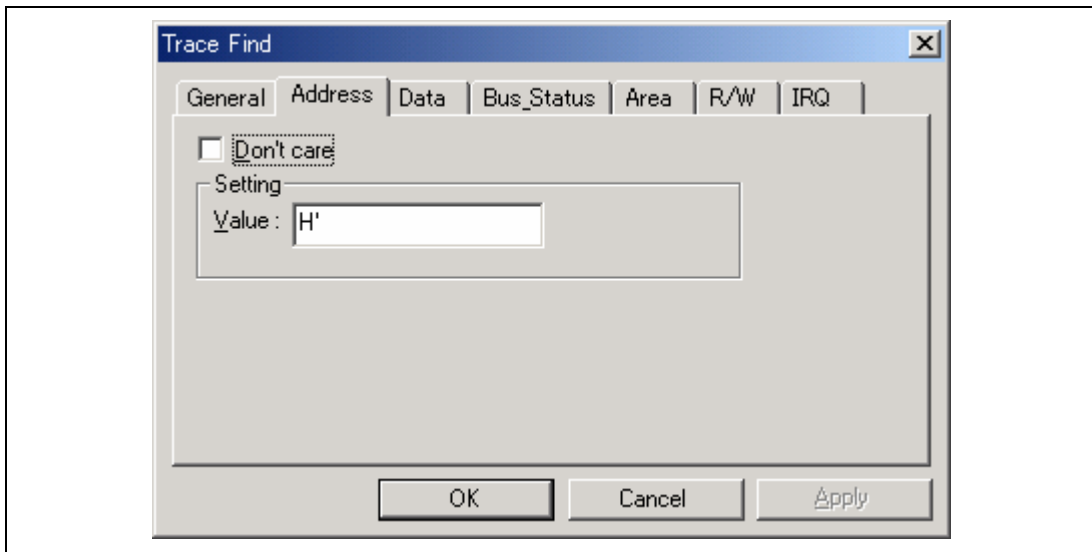 Trace Find
General Address Data Bus_Status Area R/W IRQ
Don't care
Setting
Value : H'
OK Cancel Apply